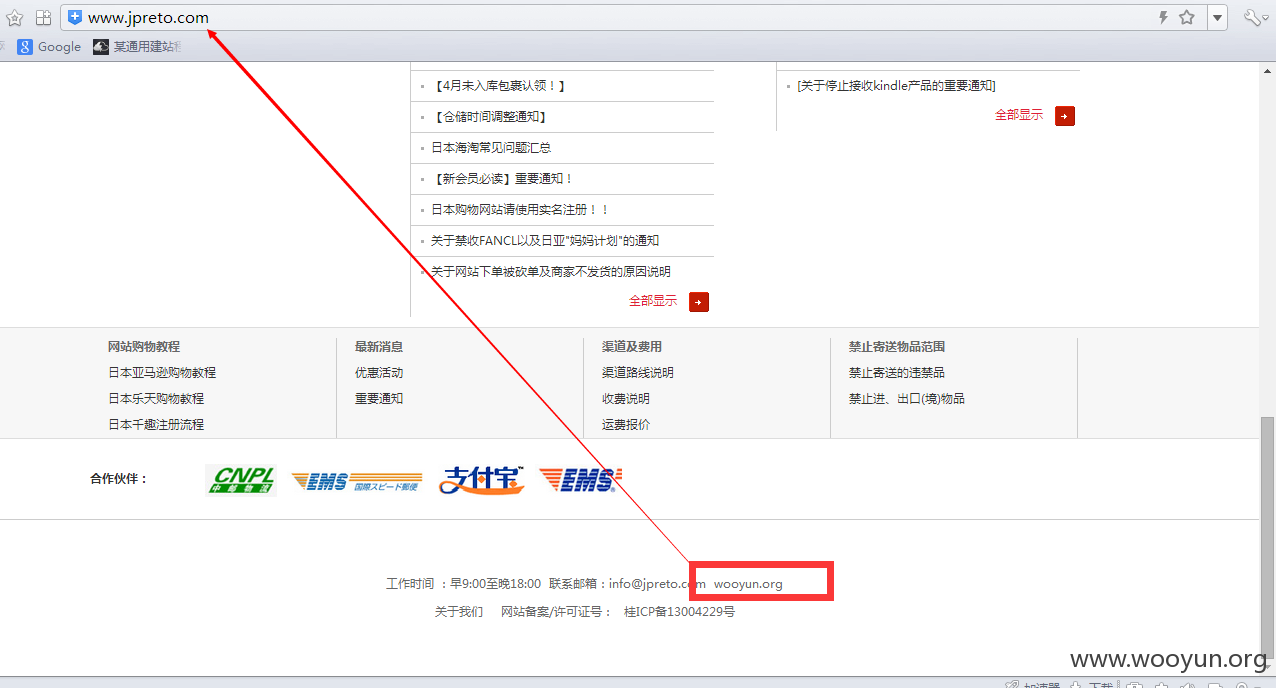 www.jpreto.com
Google 某通用建站
【4月未入库包裹认领！】
【仓储时间调整通知】
日本海淘常见问题汇总
【新会员必读】重要通知！
日本购物网站请使用实名注册！！
关于禁收FANCL以及日亚"妈妈计划"的通知
关于网站下单被砍单及商家不发货的原因说明
全部显示
[关于停止接收kindle产品的重要通知]
全部显示
网站购物教程
日本亚马逊购物教程
日本乐天购物教程
日本千趣注册流程
最新消息
优惠活动
重要通知
渠道及费用
渠道路线说明
收费说明
运费报价
禁止寄送物品范围
禁止寄送的违禁品
禁止进、出口(境)物品
合作伙伴：
CNPL
中邮物流
EMS 国際スピード郵便
支付宝™
EMS®
工作时间 ：早9:00至晚18:00 联系邮箱：info@jpreto.com wooyun.org
关于我们 网站备案/许可证号： 桂ICP备13004229号
www.wooyun.org
加速器 下载